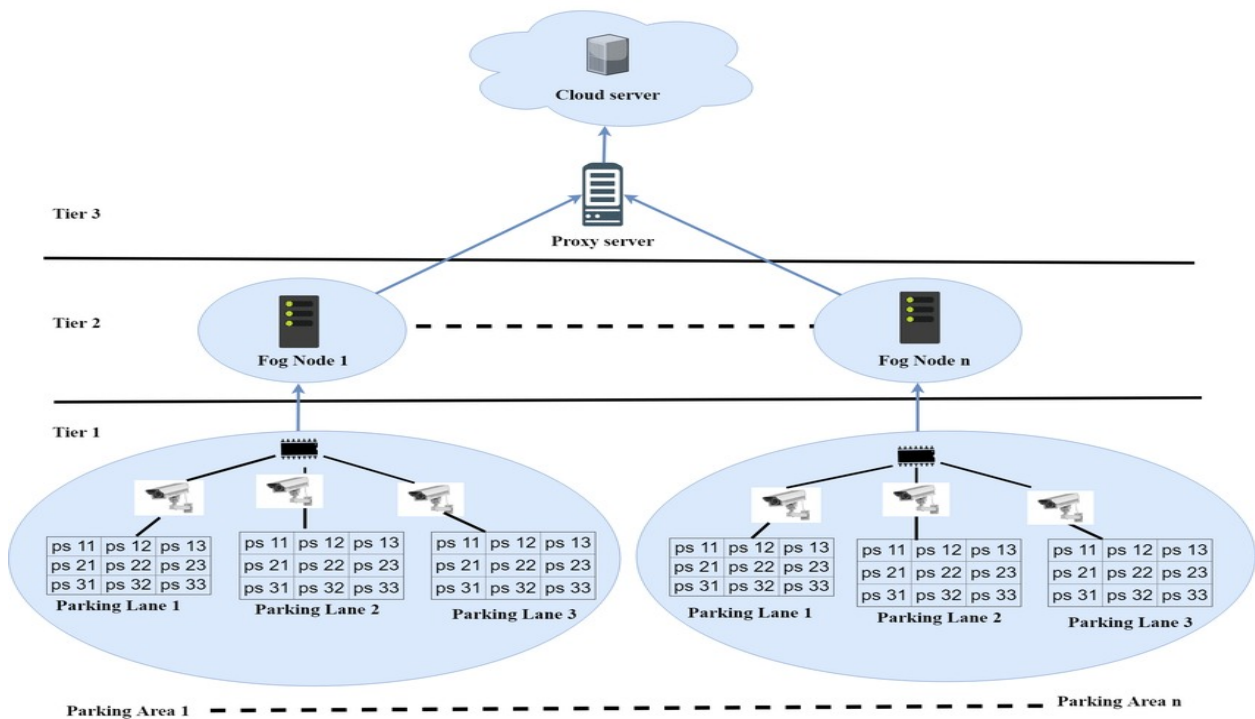 Cloud server
Tier 3
Proxy server
Tier 2
Fog Node 1
Fog Node n
Tier 1
ps 11 ps 12 ps 13
ps 21 ps 22 ps 23
ps 31 ps 32 ps 33
Parking Lane 1
ps 11 ps 12 ps 13
ps 21 ps 22 ps 23
ps 31 ps 32 ps 33
Parking Lane 2
ps 11 ps 12 ps 13
ps 21 ps 22 ps 23
ps 31 ps 32 ps 33
Parking Lane 3
ps 11 ps 12 ps 13
ps 21 ps 22 ps 23
ps 31 ps 32 ps 33
Parking Lane 1
ps 11 ps 12 ps 13
ps 21 ps 22 ps 23
ps 31 ps 32 ps 33
Parking Lane 2
ps 11 ps 12 ps 13
ps 21 ps 22 ps 23
ps 31 ps 32 ps 33
Parking Lane 3
Parking Area 1
Parking Area n